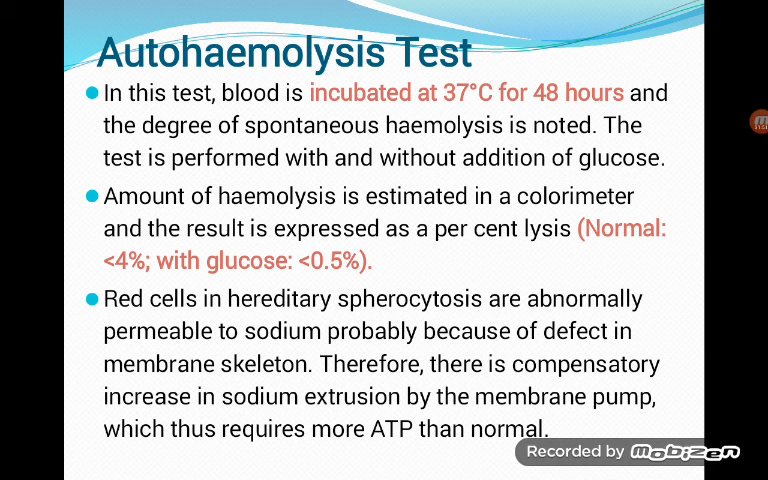 Autohaemolysis Test
In this test, blood is incubated at 37°C for 48 hours and
the degree of spontaneous haemolysis is noted. The
test is performed with and without addition of glucose.
Amount of haemolysis is estimated in a colorimeter
and the result is expressed as a per cent lysis (Normal:
<4%; with glucose: <0.5%).
Red cells in hereditary spherocytosis are abnormally
permeable to sodium probably because of defect in
membrane skeleton. Therefore, there is compensatory
increase in sodium extrusion by the membrane pump,
which thus requires more ATP than normal.
Recorded by mobizen